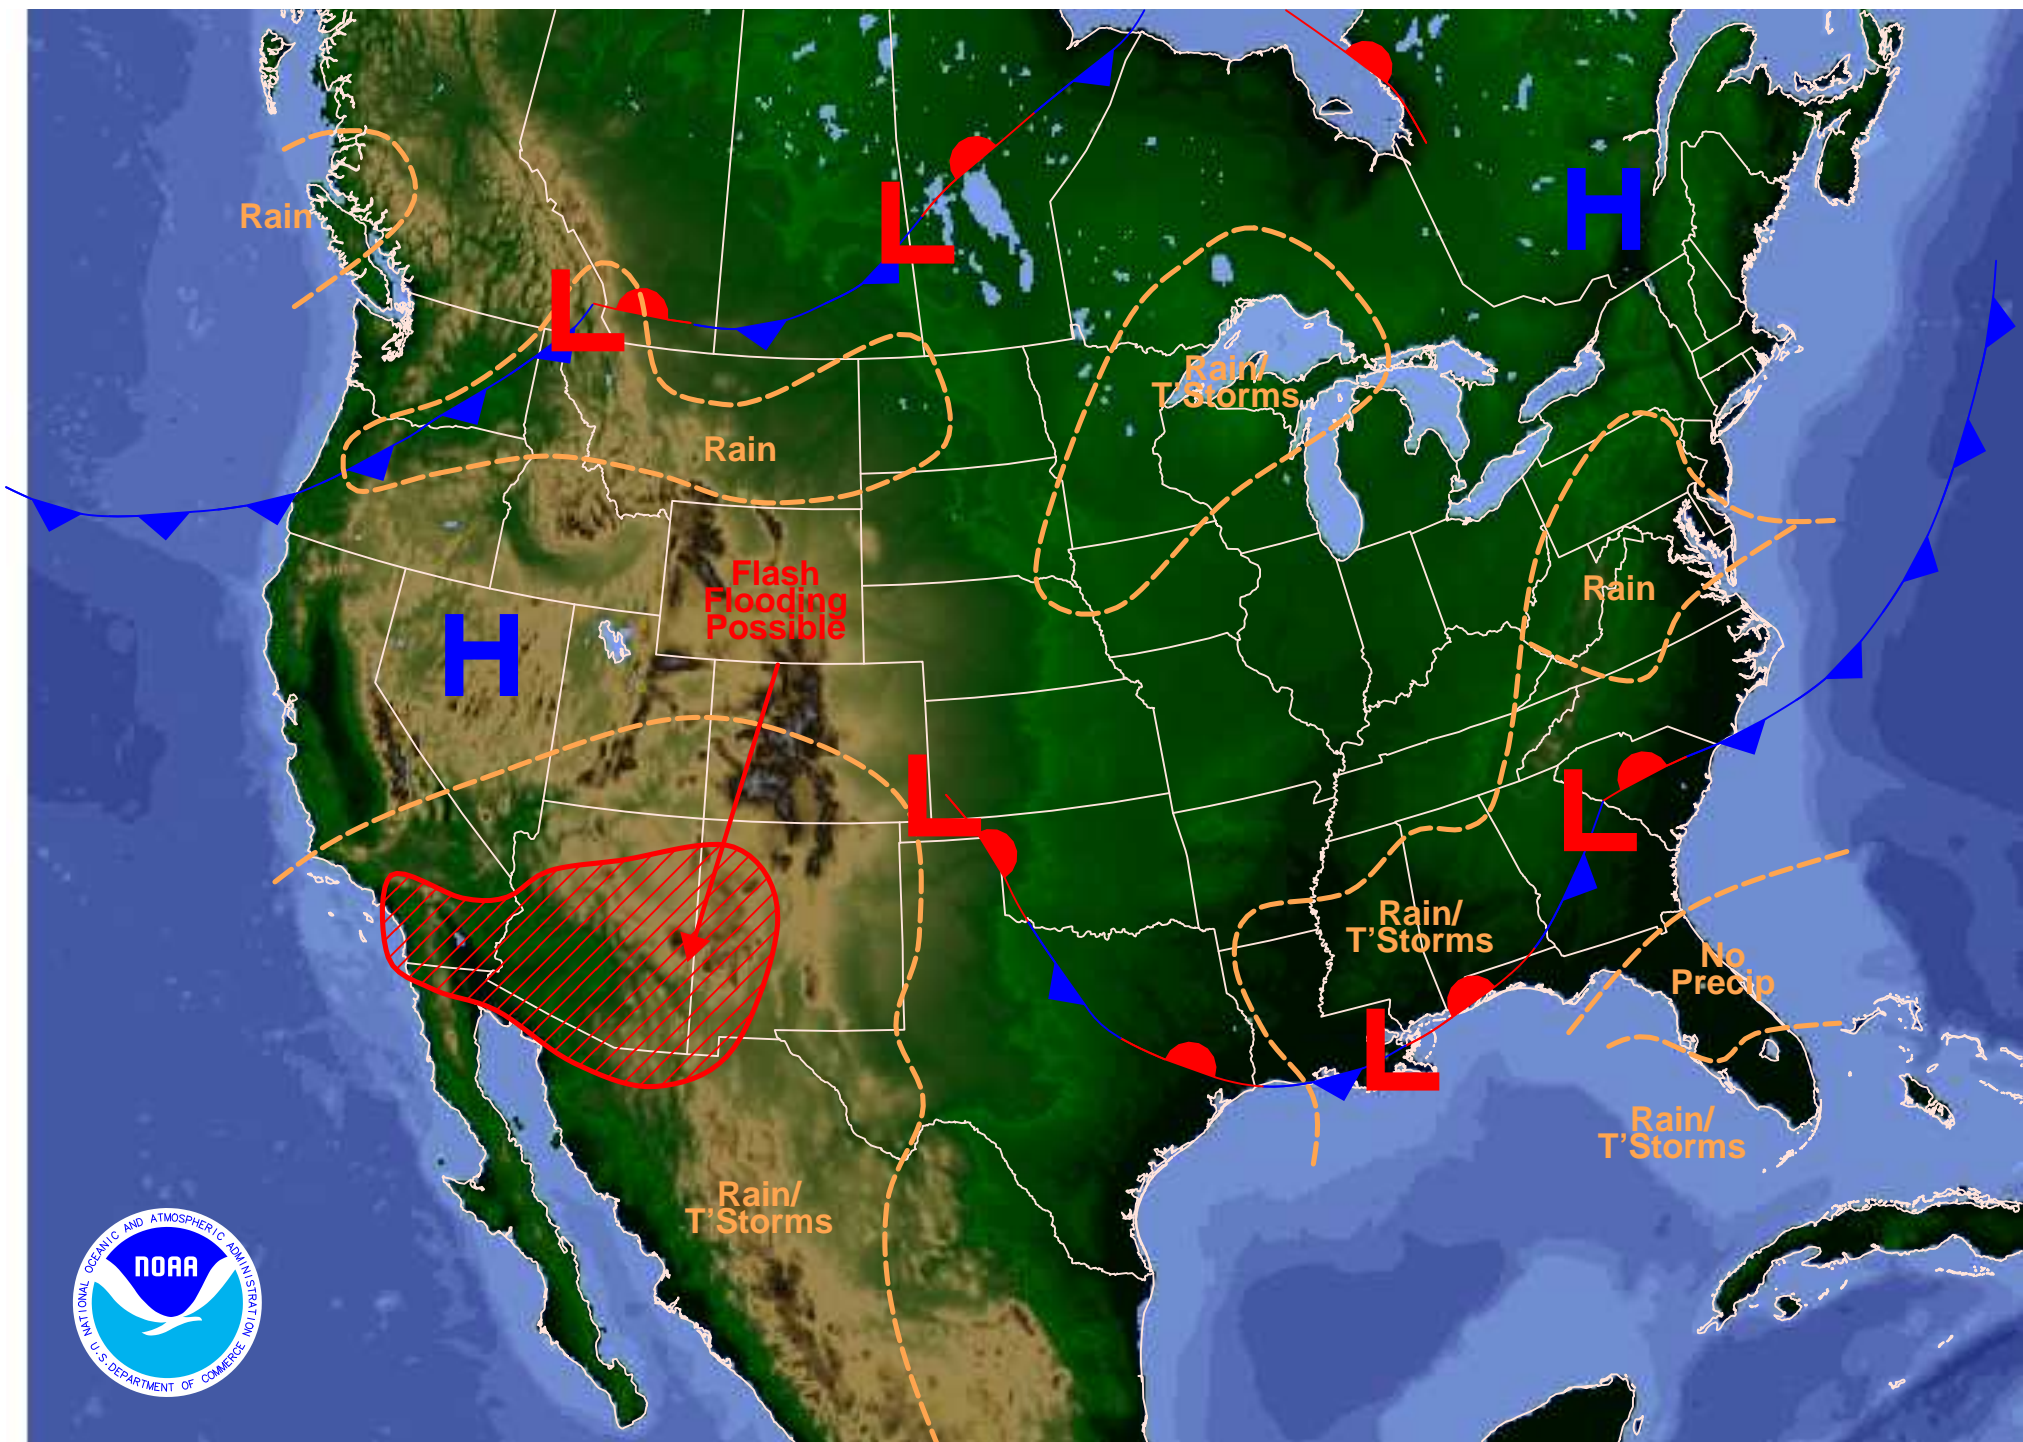 H
Rain
L
L
Rain/
T'Storms
Rain
Flash
Flooding
Possible
Rain
H
L
L
Rain/
T'Storms
No
Precip
L
Rain/
T'Storms
Rain/
T'Storms
NATIONAL OCEANIC AND ATMOSPHERIC ADMINISTRATION
NOAA
U.S. DEPARTMENT OF COMMERCE